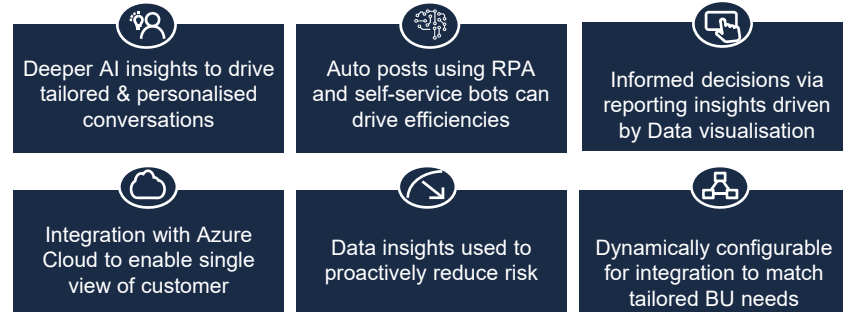 Deeper AI insights to drive
tailored & personalised
conversations
Auto posts using RPA
and self-service bots can
drive efficiencies
Informed decisions via
reporting insights driven
by Data visualisation
Integration with Azure
Cloud to enable single
view of customer
Data insights used to
proactively reduce risk
Dynamically configurable
for integration to match
tailored BU needs